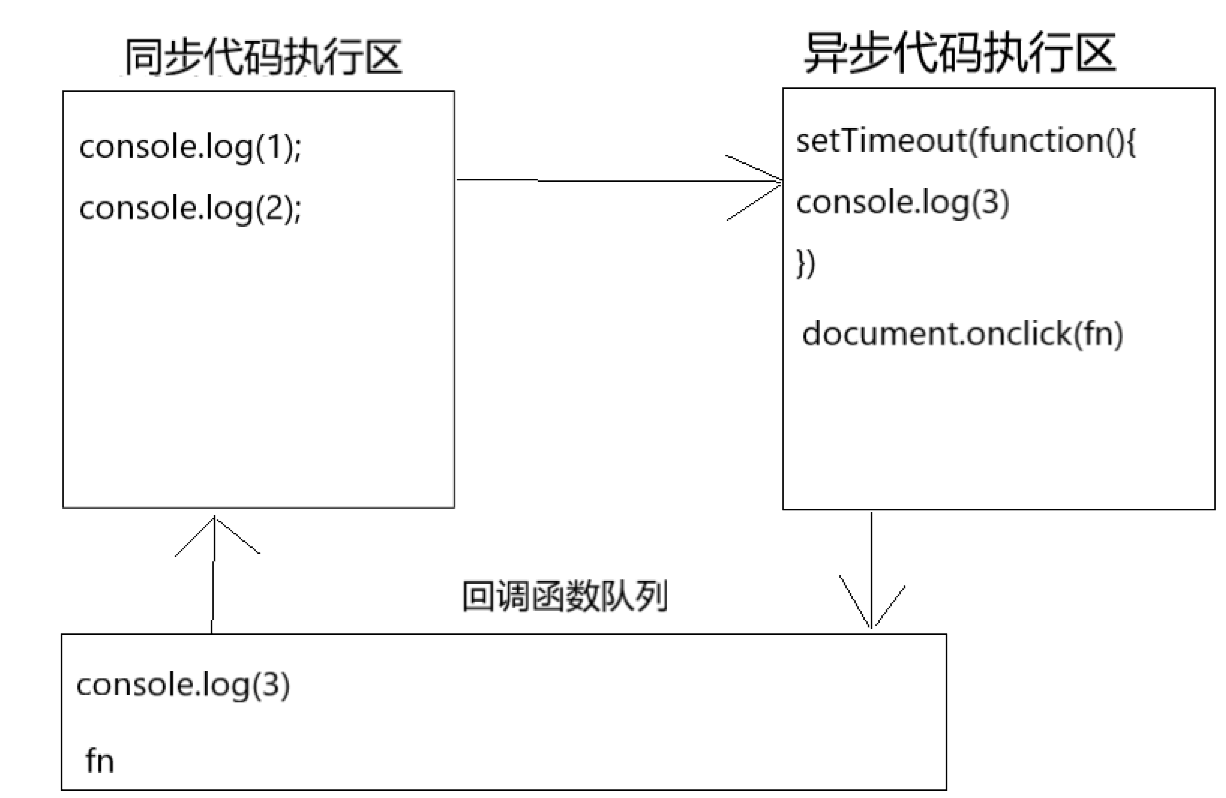 同步代码执行区
console.log(1);
console.log(2);
异步代码执行区
setTimeout(function(){
console.log(3)
})
document.onclick(fn)
回调函数队列
console.log(3)
fn